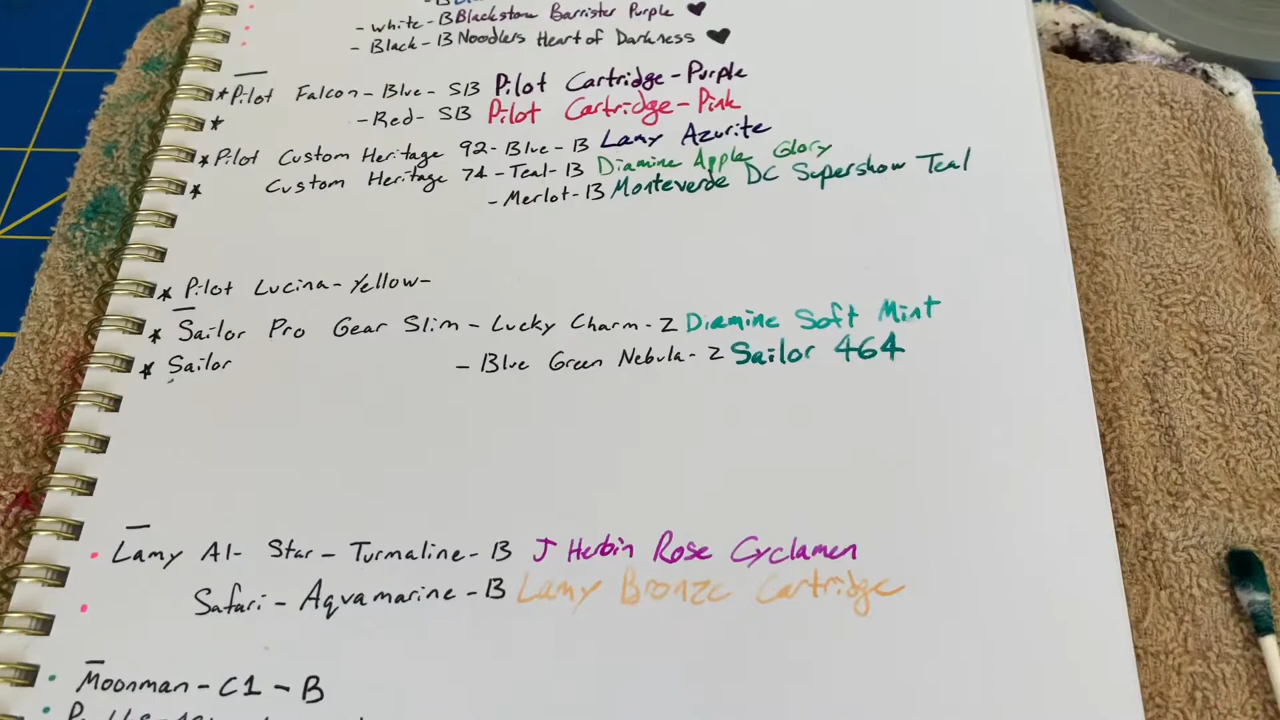 - White - B Blackstone Barrister Purple ♥
- Black - B Noodlers Heart of Darkness ♥
* Pilot Falcon - Blue - SB Pilot Cartridge - Purple
* - Red - SB Pilot Cartridge - Pink
* Pilot Custom Heritage 92 - Blue - B Lamy Azurite
* Custom Heritage 74 - Teal - B Diamine Apple Glory
- Merlot - B Monteverde DC Supershow Teal
* Pilot Lucina - Yellow -
* Sailor Pro Gear Slim - Lucky Charm - Z Diamine Soft Mint
* Sailor - Blue Green Nebula - Z Sailor 464
Lamy Al - Star - Turmaline - B J Herbin Rose Cyclamen
Safari - Aquamarine - B Lamy Bronze Cartridge
Moonman - C1 - B